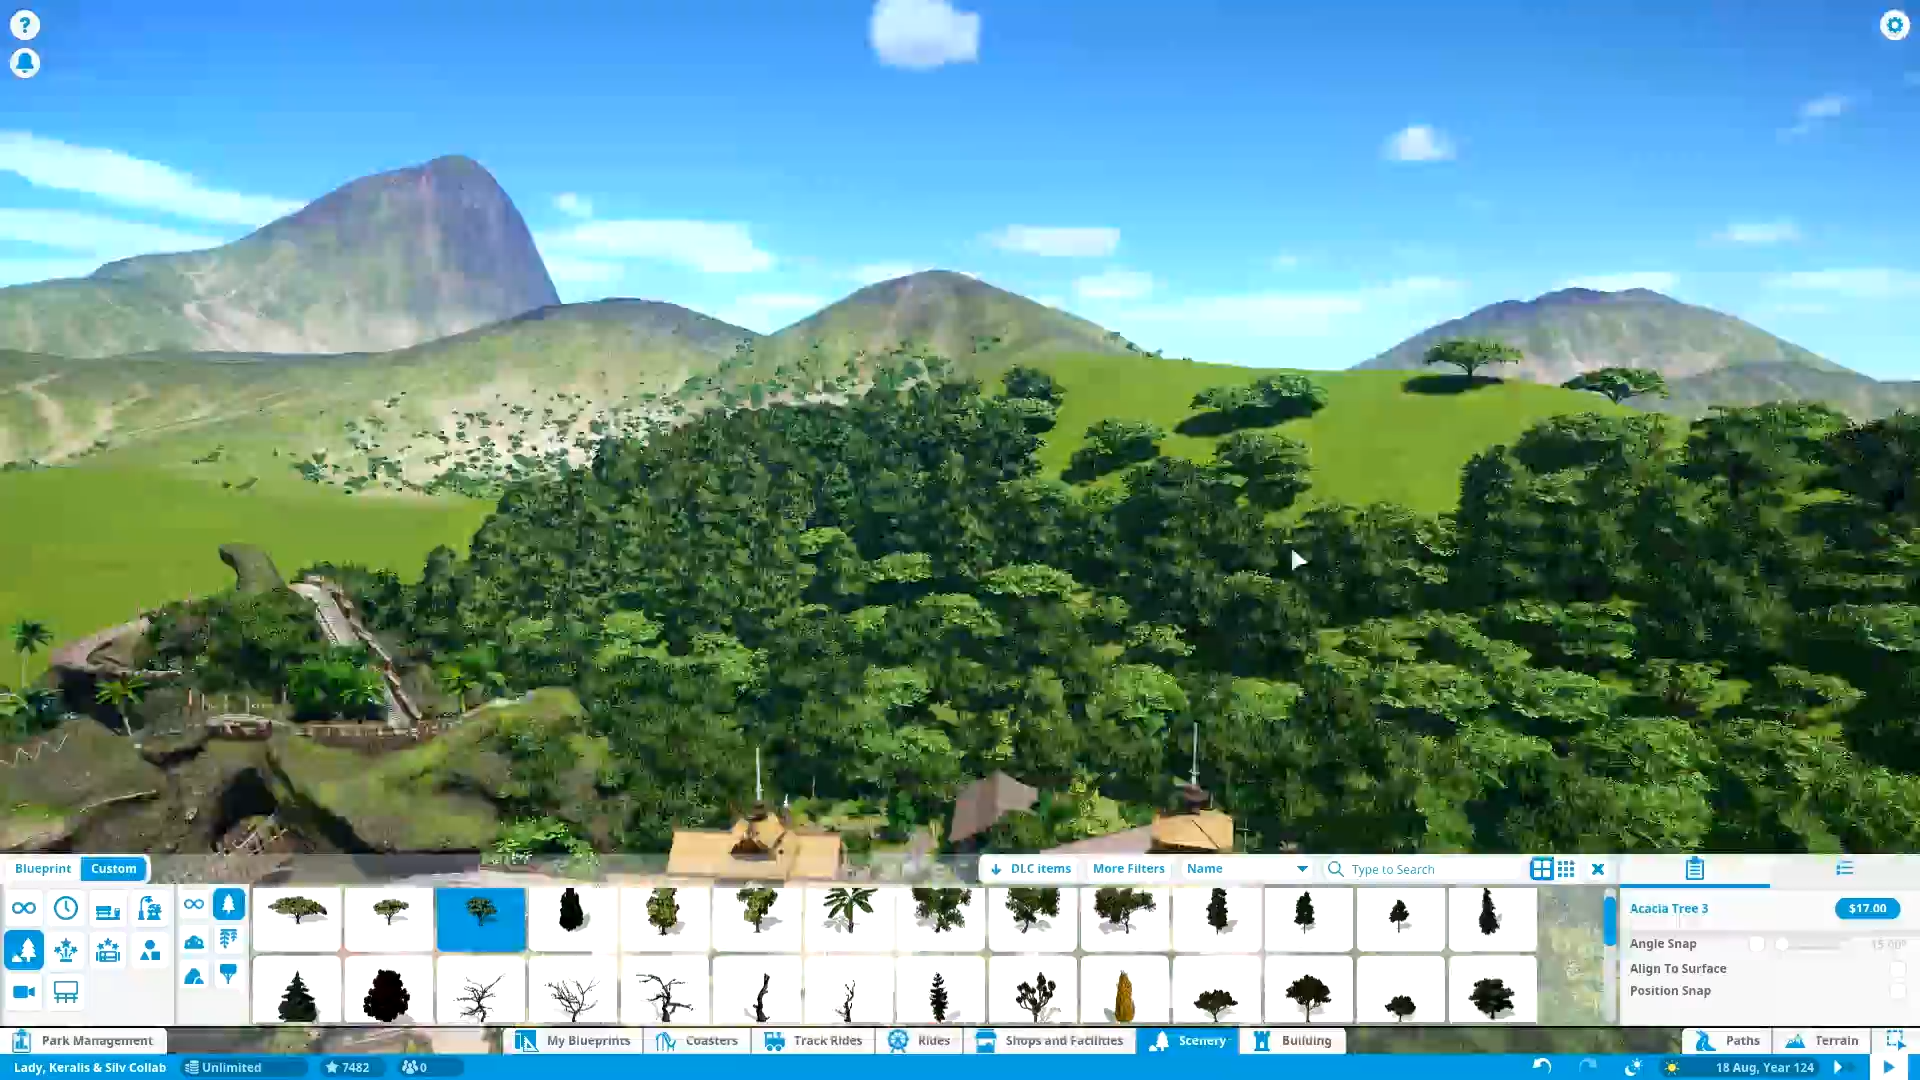 ?
Blueprint Custom
DLC items More Filters Name Type to Search
Acacia Tree 3 $17.00
Angle Snap 15.00°
Align To Surface
Position Snap
Park Management My Blueprints Coasters Track Rides Rides Shops and Facilities Scenery Building Paths Terrain
Lady, Keralis & Silv Collab Unlimited 7482 0 18 Aug, Year 124